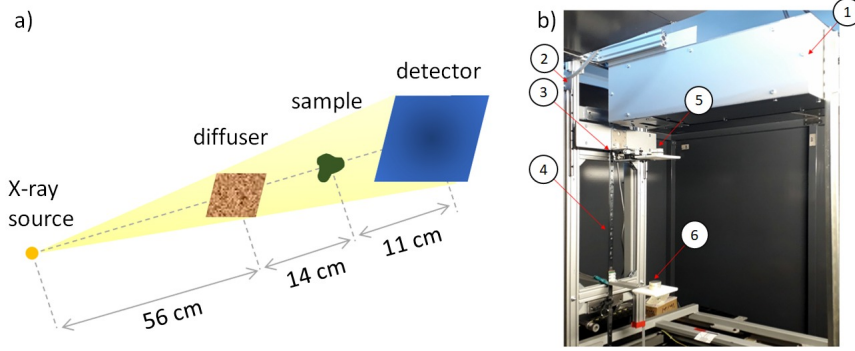 a)
X-ray
source
diffuser
sample
detector
56 cm
14 cm
11 cm
b)
1
2
3
4
5
6